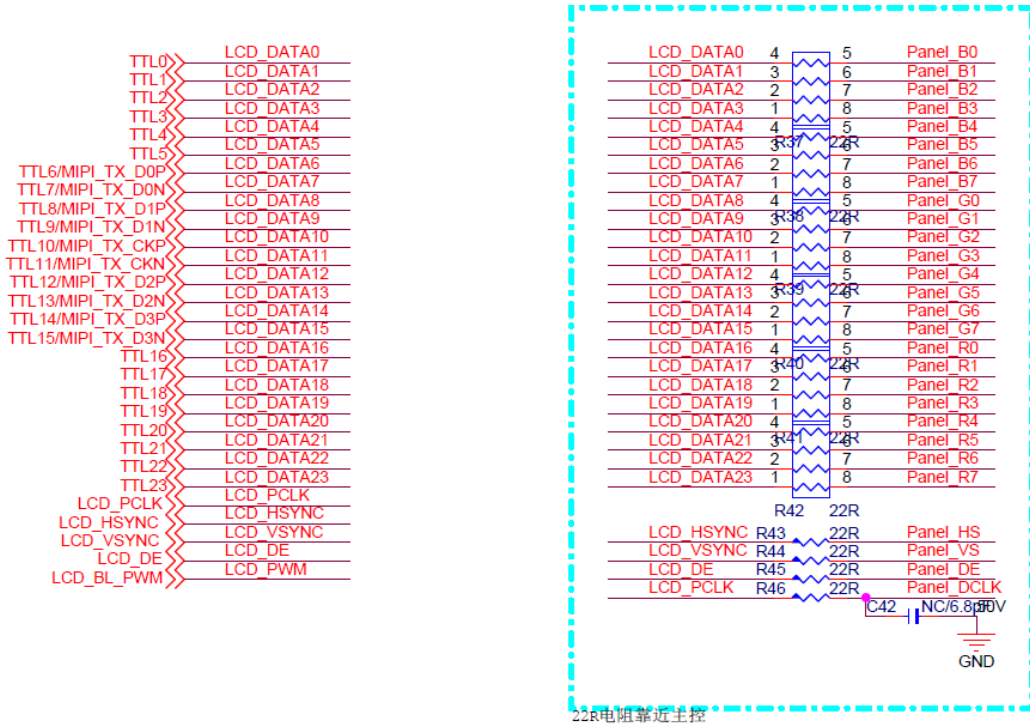 TTL0 LCD_DATA0
TTL1 LCD_DATA1
TTL2 LCD_DATA2
TTL3 LCD_DATA3
TTL4 LCD_DATA4
TTL5 LCD_DATA5
TTL6/MIPI_TX_D0P LCD_DATA6
TTL7/MIPI_TX_D0N LCD_DATA7
TTL8/MIPI_TX_D1P LCD_DATA8
TTL9/MIPI_TX_D1N LCD_DATA9
TTL10/MIPI_TX_CKP LCD_DATA10
TTL11/MIPI_TX_CKN LCD_DATA11
TTL12/MIPI_TX_D2P LCD_DATA12
TTL13/MIPI_TX_D2N LCD_DATA13
TTL14/MIPI_TX_D3P LCD_DATA14
TTL15/MIPI_TX_D3N LCD_DATA15
TTL16 LCD_DATA16
TTL17 LCD_DATA17
TTL18 LCD_DATA18
TTL19 LCD_DATA19
TTL20 LCD_DATA20
TTL21 LCD_DATA21
TTL22 LCD_DATA22
TTL23 LCD_DATA23
LCD_PCLK LCD_PCLK
LCD_HSYNC LCD_HSYNC
LCD_VSYNC LCD_VSYNC
LCD_DE LCD_DE
LCD_BL_PWM LCD_PWM
LCD_DATA0 4 5 Panel_B0
LCD_DATA1 3 6 Panel_B1
LCD_DATA2 2 7 Panel_B2
LCD_DATA3 1 8 Panel_B3
LCD_DATA4 4 5 Panel_B4
R37 22R
LCD_DATA5 3 6 Panel_B5
LCD_DATA6 2 7 Panel_B6
LCD_DATA7 1 8 Panel_B7
LCD_DATA8 4 5 Panel_G0
R38 22R
LCD_DATA9 3 6 Panel_G1
LCD_DATA10 2 7 Panel_G2
LCD_DATA11 1 8 Panel_G3
LCD_DATA12 4 5 Panel_G4
R39 22R
LCD_DATA13 3 6 Panel_G5
LCD_DATA14 2 7 Panel_G6
LCD_DATA15 1 8 Panel_G7
LCD_DATA16 4 5 Panel_R0
R40 22R
LCD_DATA17 3 6 Panel_R1
LCD_DATA18 2 7 Panel_R2
LCD_DATA19 1 8 Panel_R3
LCD_DATA20 4 5 Panel_R4
R41 22R
LCD_DATA21 3 6 Panel_R5
LCD_DATA22 2 7 Panel_R6
LCD_DATA23 1 8 Panel_R7
R42 22R
LCD_HSYNC R43 22R Panel_HS
LCD_VSYNC R44 22R Panel_VS
LCD_DE R45 22R Panel_DE
LCD_PCLK R46 22R Panel_DCLK
C42 NC/6.8pF 50V
GND
22R电阻靠近主控